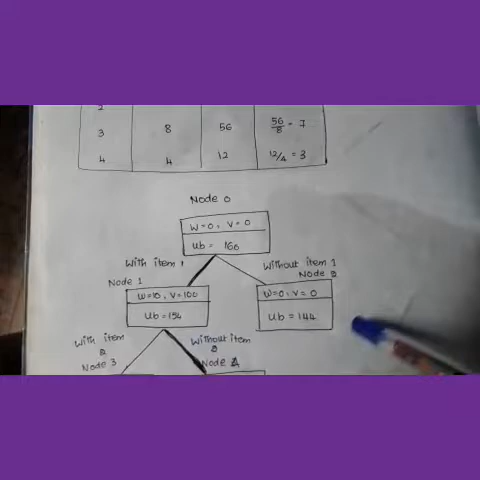 2
3 8 56 56/8 = 7
4 4 12 12/4 = 3
Node 0
W=0, V=0
Ub = 160
With item 1
Without item 1
Node 1
Node 2
W=10, V=100
W=0, V=0
Ub = 154
Ub = 144
With item
2
Without item
2
Node 3
Node 4